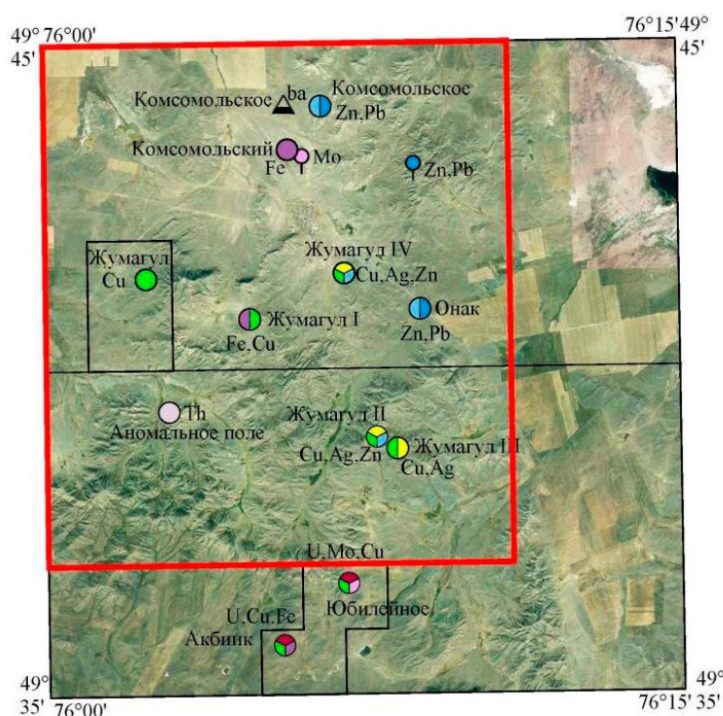 49° 76°00'
45'
76°15' 49°
45'
ba
Комсомольское
Комсомольское
Zn,Pb
Комсомольский
Fe
Mo
Zn,Pb
Жумагул
Cu
Жумагул IV
Cu,Ag,Zn
Жумагул I
Fe,Cu
Онак
Zn,Pb
Th
Аномальное поле
Жумагул II
Cu,Ag,Zn
Жумагул III
Cu,Ag
U,Mo,Cu
Юбилейное
U,Cu,Fe
Акбиик
49°
35' 76°00'
49°
76°15' 35'